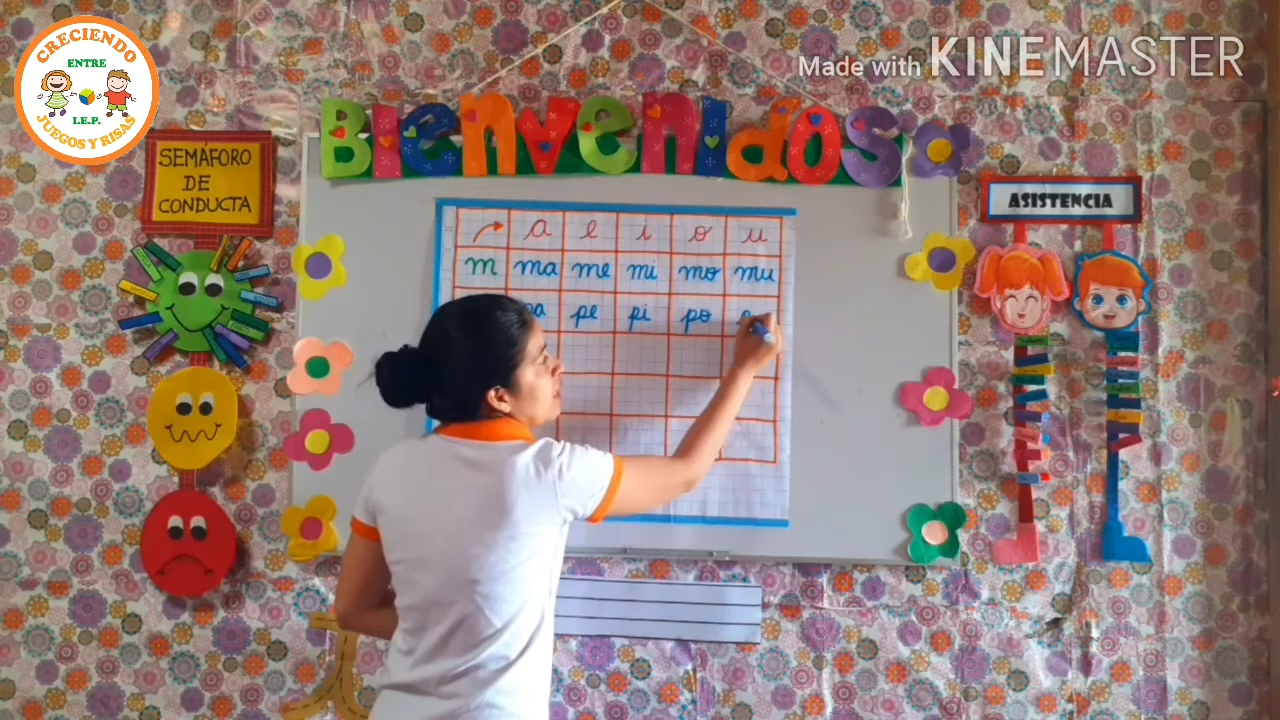 CRECIENDO
ENTRE
I.E.P.
JUEGOS Y RISAS
Made with KINEMASTER
BIenvenidos
SEMAFORO
DE
CONDUCTA
ASISTENCIA
a e i o u
m ma me mi mo mu
pa pe pi po